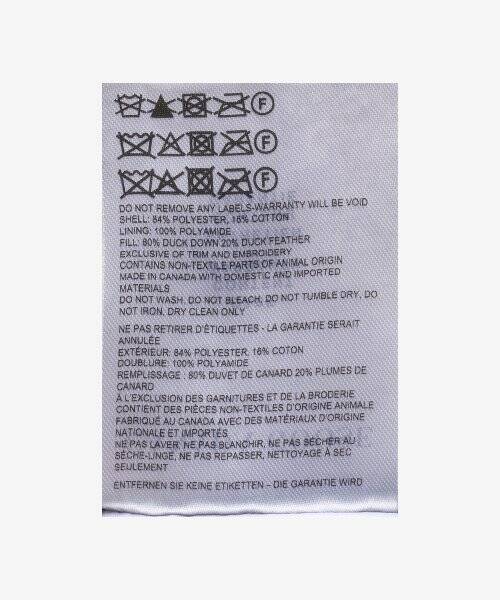 F
F
F
DO NOT REMOVE ANY LABELS-WARRANTY WILL BE VOID
SHELL: 84% POLYESTER, 16% COTTON
LINING: 100% POLYAMIDE
FILL: 80% DUCK DOWN 20% DUCK FEATHER
EXCLUSIVE OF TRIM AND EMBROIDERY
CONTAINS NON-TEXTILE PARTS OF ANIMAL ORIGIN
MADE IN CANADA WITH DOMESTIC AND IMPORTED
MATERIALS
DO NOT WASH, DO NOT BLEACH, DO NOT TUMBLE DRY, DO
NOT IRON, DRY CLEAN ONLY
NE PAS RETIRER D'ÉTIQUETTES - LA GARANTIE SERAIT
ANNULÉE
EXTÉRIEUR: 84% POLYESTER, 16% COTON
DOUBLURE: 100% POLYAMIDE
REMPLISSAGE : 80% DUVET DE CANARD 20% PLUMES DE
CANARD
À L'EXCLUSION DES GARNITURES ET DE LA BRODERIE
CONTIENT DES PIÈCES NON-TEXTILES D'ORIGINE ANIMALE
FABRIQUÉ AU CANADA AVEC DES MATÉRIAUX D'ORIGINE
NATIONALE ET IMPORTÉS
NE PAS LAVER, NE PAS BLANCHIR, NE PAS SÉCHER AU
SÈCHE-LINGE, NE PAS REPASSER, NETTOYAGE À SEC
SEULEMENT
ENTFERNEN SIE KEINE ETIKETTEN – DIE GARANTIE WIRD